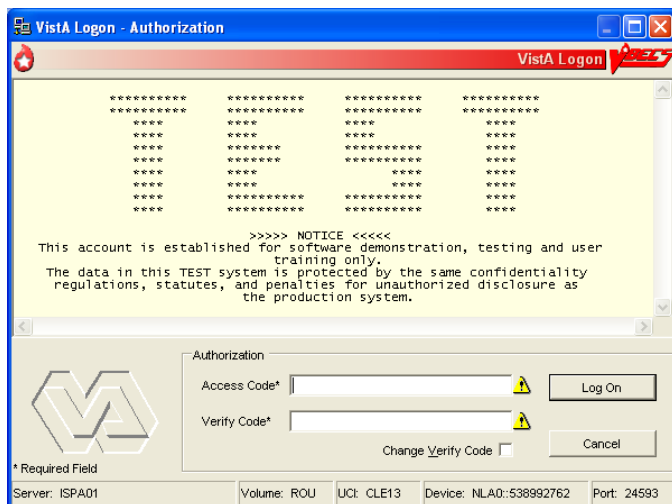 VistA Logon - Authorization
VistA Logon VBECS
********** ********** ********** **********
********** ********** ********** **********
**** **** **** ****
**** **** **** ****
**** ******* ********** ****
**** ******* ********** ****
**** **** **** ****
**** **** **** ****
**** ********** ********** ****
**** ********** ********** ****
>>>>> NOTICE <<<<<
This account is established for software demonstration, testing and user
training only.
The data in this TEST system is protected by the same confidentiality
regulations, statutes, and penalties for unauthorized disclosure as
the production system.
Authorization
Access Code*
Log On
Verify Code*
Change Verify Code
Cancel
* Required Field
Server: ISPA01 Volume: ROU UCI: CLE13 Device: NLA0::538992762 Port: 24593